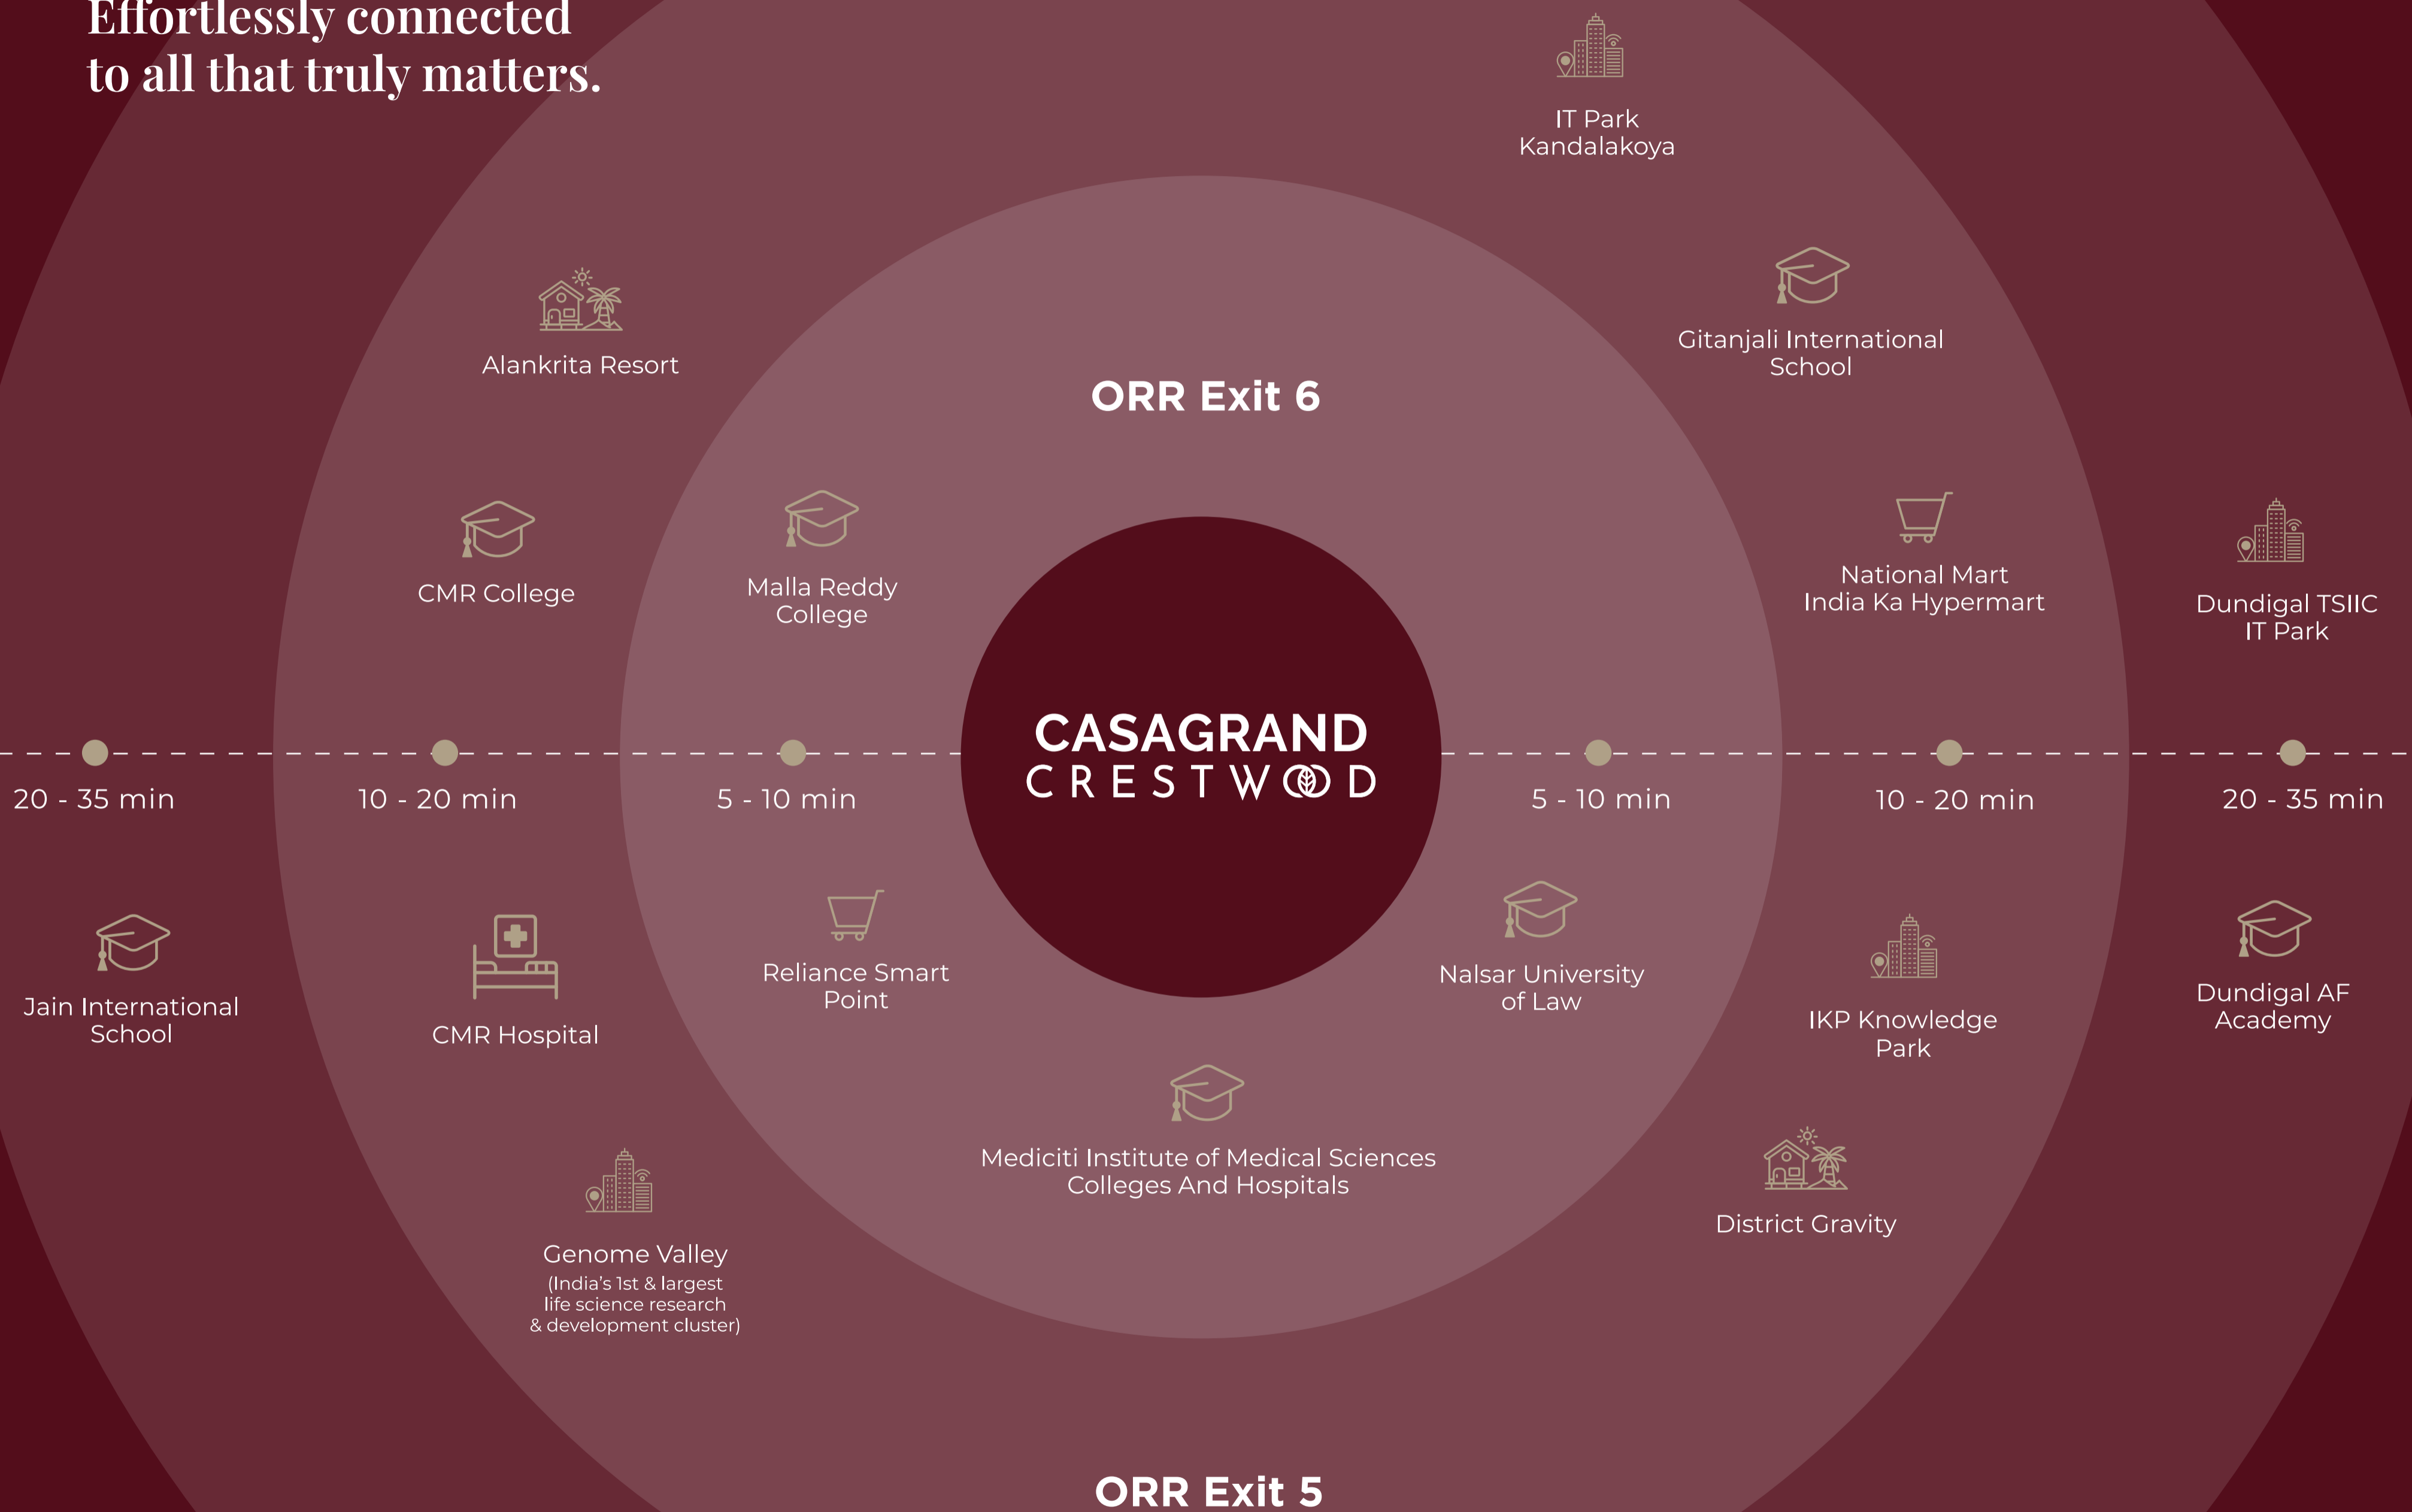 Effortlessly connected
to all that truly matters.
IT Park
Kandalakoya
Alankrita Resort
Gitanjali International
School
ORR Exit 6
CMR College
Malla Reddy
College
National Mart
India Ka Hypermart
Dundigal TSIIC
IT Park
CASAGRAND
CRESTWOOD
20 - 35 min
10 - 20 min
5 - 10 min
5 - 10 min
10 - 20 min
20 - 35 min
Jain International
School
CMR Hospital
Reliance Smart
Point
Nalsar University
of Law
IKP Knowledge
Park
Dundigal AF
Academy
Mediciti Institute of Medical Sciences
Colleges And Hospitals
District Gravity
Genome Valley
(India's 1st & largest
life science research
& development cluster)
ORR Exit 5